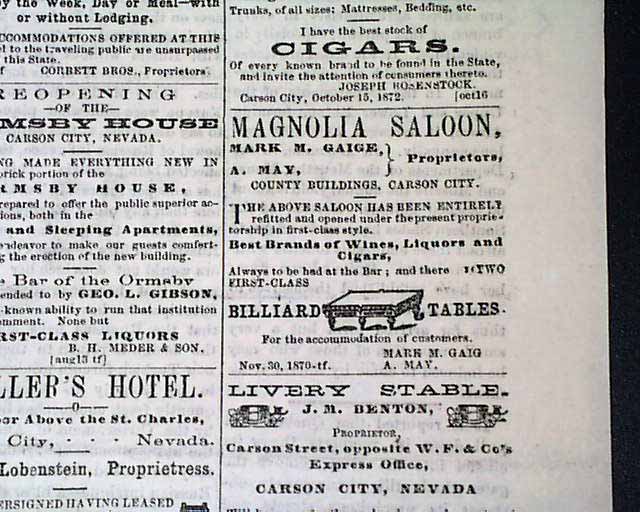 by the Week, Day or Meal—with
or without Lodging.
ACCOMMODATIONS OFFERED AT THIS
to the traveling public are unsurpassed
this State.
CORBETT BROS., Proprietors.
REOPENING
—OF THE—
RMSBY HOUSE
CARSON CITY, NEVADA.
NG MADE EVERYTHING NEW IN
brick portion of the
RMSBY HOUSE,
prepared to offer the public superior ac-
ions, both in the
and Sleeping Apartments,
endeavor to make our guests comfort-
g the erection of the new building.
Bar of the Ormsby
ended to by GEO. L. GIBSON,
-known ability to run that institution
omment. None but
RST-CLASS LIQUORS
B. H. MEDER & SON.
[aug13 tf]
LLER'S HOTEL.
—O—
oor Above the St. Charles,
City, - - - Nevada.
Lobenstein, Proprietress.
ERSIGNED HAVING LEASED
Trunks, of all sizes; Mattresses, Bedding, etc.
I have the best stock of
CIGARS.
Of every known brand to be found in the State,
and invite the attention of consumers thereto.
JOSEPH ROSENSTOCK.
Carson City, October 15, 1872. [oct16
MAGNOLIA SALOON,
MARK M. GAIGE, } Proprietors,
A. MAY,
COUNTY BUILDINGS, CARSON CITY.
THE ABOVE SALOON HAS BEEN ENTIRELY
refitted and opened under the present proprie-
torship in first-class style.
Best Brands of Wines, Liquors and
Cigars,
Always to be had at the Bar; and there TWO
FIRST-CLASS
BILLIARD TABLES.
For the accommodation of customers.
MARK M. GAIG
Nov. 30, 1870-tf. A. MAY.
LIVERY STABLE.
J. M. BENTON,
PROPRIETOR,
Carson Street, opposite W. F. & Co's
Express Office,
CARSON CITY, NEVADA